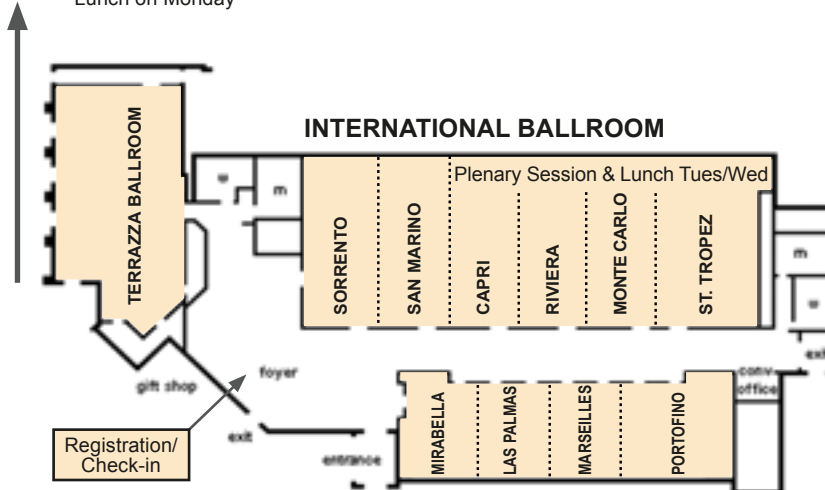 Lunch on Monday
INTERNATIONAL BALLROOM
TERRAZZA BALLROOM
u
m
Plenary Session & Lunch Tues/Wed
SORRENTO
SAN MARINO
CAPRI
RIVIERA
MONTE CARLO
ST. TROPEZ
m
u
exit
gift shop
foyer
conv.
office
MIRABELLA
LAS PALMAS
MARSEILLES
PORTOFINO
Registration/
Check-in
exit
entrance